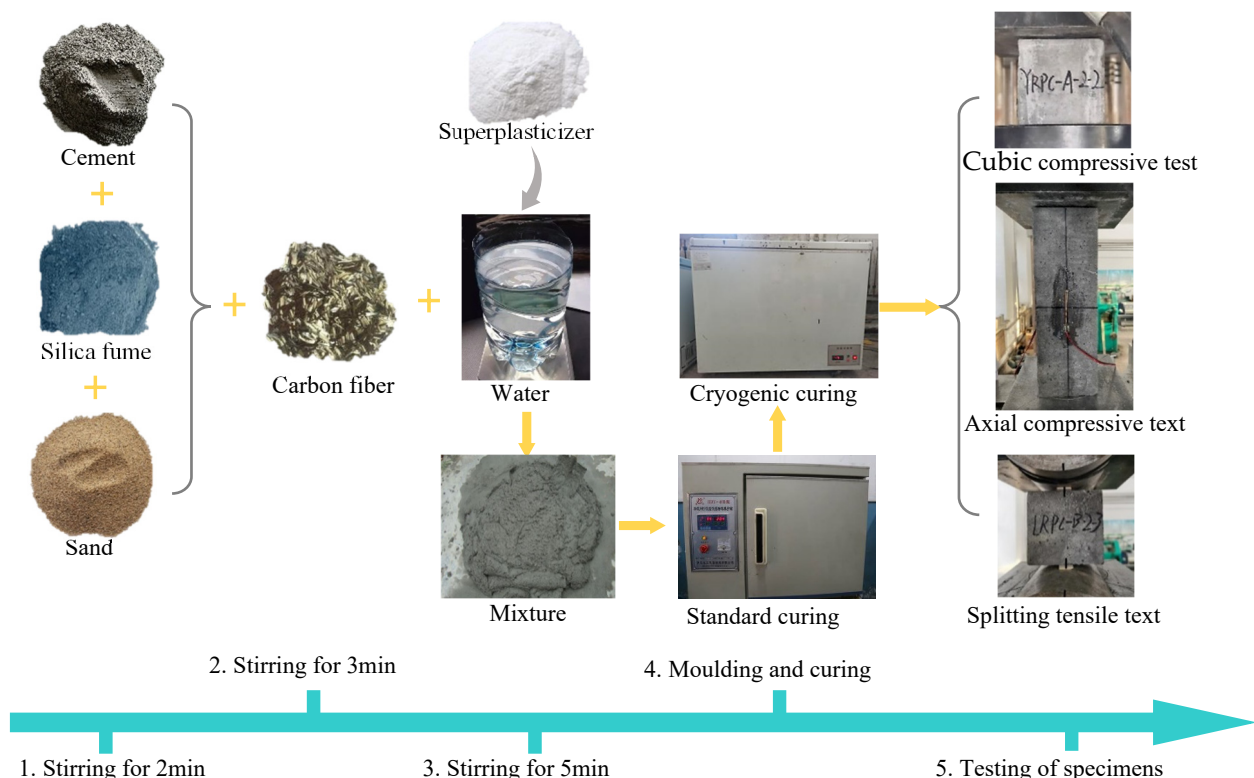 Cement
Silica fume
Sand
Carbon fiber
Superplasticizer
Water
Mixture
Cryogenic curing
Standard curing
YRPC-A-2-2
Cubic compressive test
Axial compressive text
LRPC-B-2-3
Splitting tensile text
2. Stirring for 3min
4. Moulding and curing
1. Stirring for 2min
3. Stirring for 5min
5. Testing of specimens